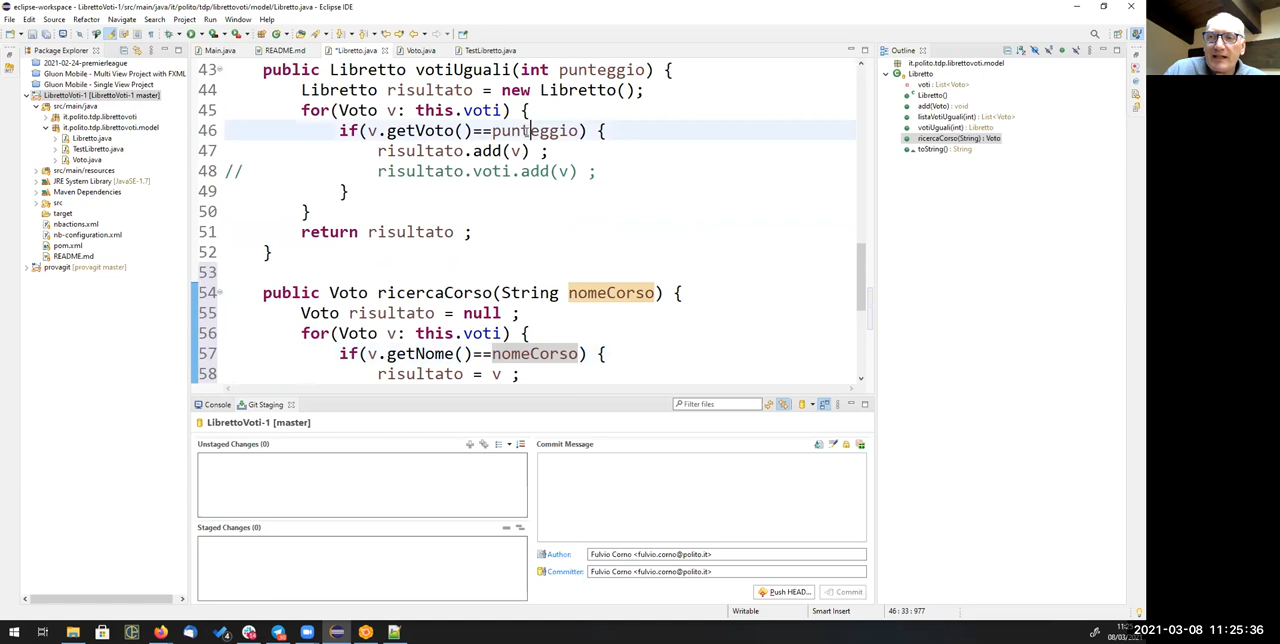 eclipse-workspace - LibrettoVoti-1/src/main/java/it/polito/tdp/librettovoti/model/Libretto.java - Eclipse IDE
File Edit Source Refactor Navigate Search Project Run Window Help
Package Explorer
Main.java README.md *Libretto.java Voto.java TestLibretto.java
Outline
2021-02-24-premierleague
Gluon Mobile - Multi View Project with FXML
Gluon Mobile - Single View Project
LibrettoVoti-1 [LibrettoVoti-1 master]
src/main/java
it.polito.tdp.librettovoti
it.polito.tdp.librettovoti.model
Libretto.java
TestLibretto.java
Voto.java
src/main/resources
JRE System Library [JavaSE-1.7]
Maven Dependencies
src
target
nbactions.xml
nb-configuration.xml
pom.xml
README.md
provagit [provagit master]
43 public Libretto votiUguali(int punteggio) {
44 Libretto risultato = new Libretto();
45 for(Voto v: this.voti) {
46 if(v.getVoto()==punteggio) {
47 risultato.add(v) ;
48 // risultato.voti.add(v) ;
49 }
50 }
51 return risultato ;
52 }
53
54 public Voto ricercaCorso(String nomeCorso) {
55 Voto risultato = null ;
56 for(Voto v: this.voti) {
57 if(v.getNome()==nomeCorso) {
58 risultato = v ;
it.polito.tdp.librettovoti.model
Libretto
voti : List<Voto>
Libretto()
add(Voto) : void
listaVotiUguali(int) : List<Voto>
votiUguali(int) : Libretto
ricercaCorso(String) : Voto
toString() : String
Console Git Staging
Filter files
LibrettoVoti-1 [master]
Unstaged Changes (0)
Commit Message
Staged Changes (0)
Author: Fulvio Corno <fulvio.corno@polito.it>
Committer: Fulvio Corno <fulvio.corno@polito.it>
Push HEAD... Commit
Writable Smart Insert 46 : 33 : 977
2021-03-08 11:25:36